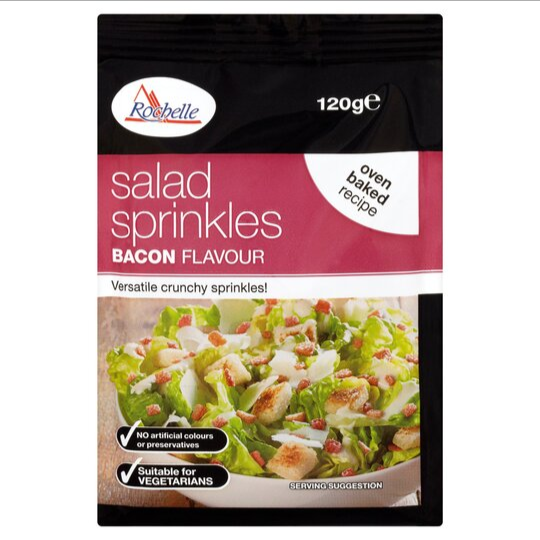 Rochelle
120g℮
oven
baked
recipe
salad
sprinkles
BACON FLAVOUR
Versatile crunchy sprinkles!
NO artificial colours
or preservatives
Suitable for
VEGETARIANS
SERVING SUGGESTION